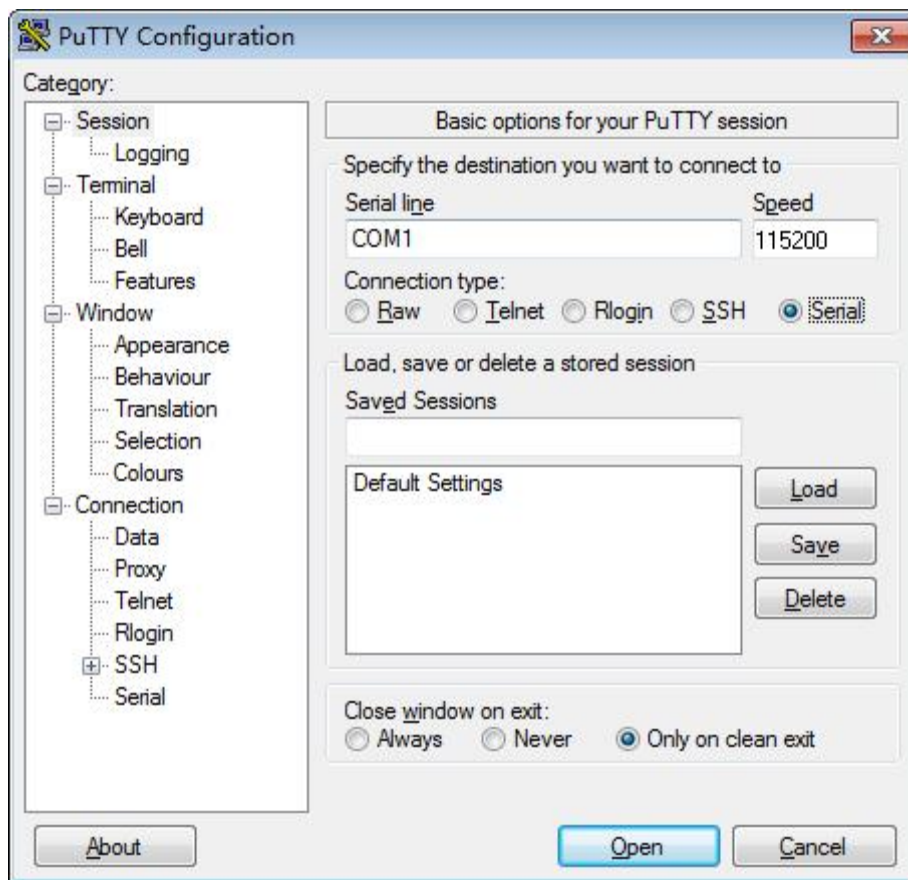 PuTTY Configuration
Category:
Session
Logging
Terminal
Keyboard
Bell
Features
Window
Appearance
Behaviour
Translation
Selection
Colours
Connection
Data
Proxy
Telnet
Rlogin
SSH
Serial
Basic options for your PuTTY session
Specify the destination you want to connect to
Serial line Speed
COM1 115200
Connection type:
Raw Telnet Rlogin SSH Serial
Load, save or delete a stored session
Saved Sessions
Default Settings
Load
Save
Delete
Close window on exit:
Always Never Only on clean exit
About Open Cancel